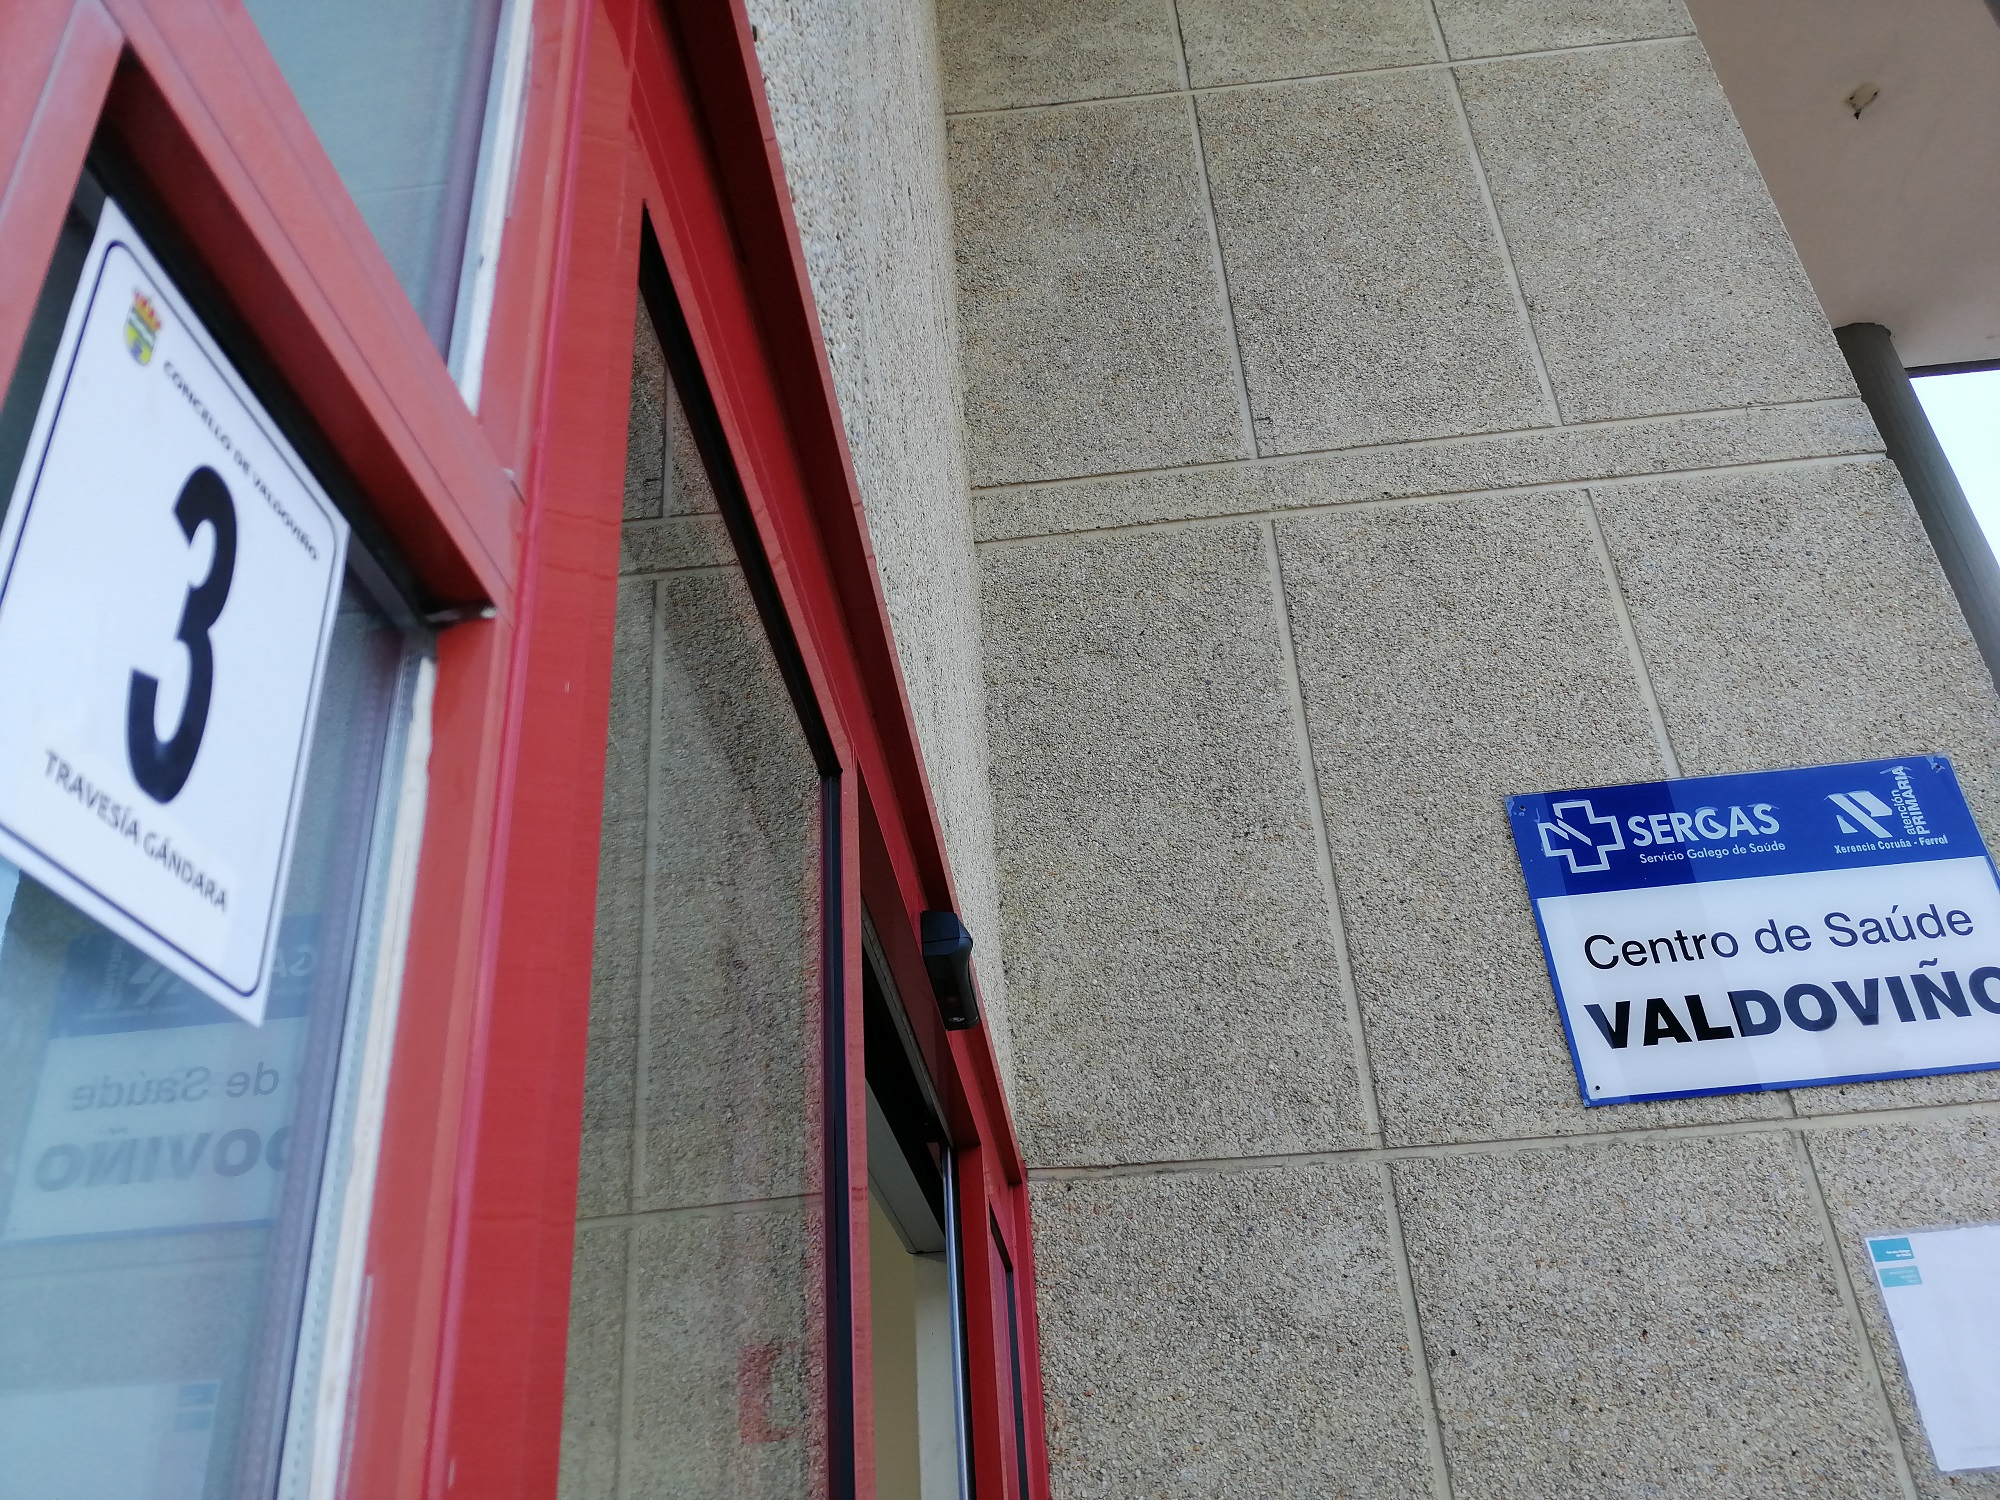 CONCELLO DE VALDOVIÑO
3
TRAVESÍA GÁNDARA
SERGAS
Servicio Galego de Saúde
atención
PRIMARIA
Xerencia Coruña - Ferrol
Centro de Saúde
VALDOVIÑO